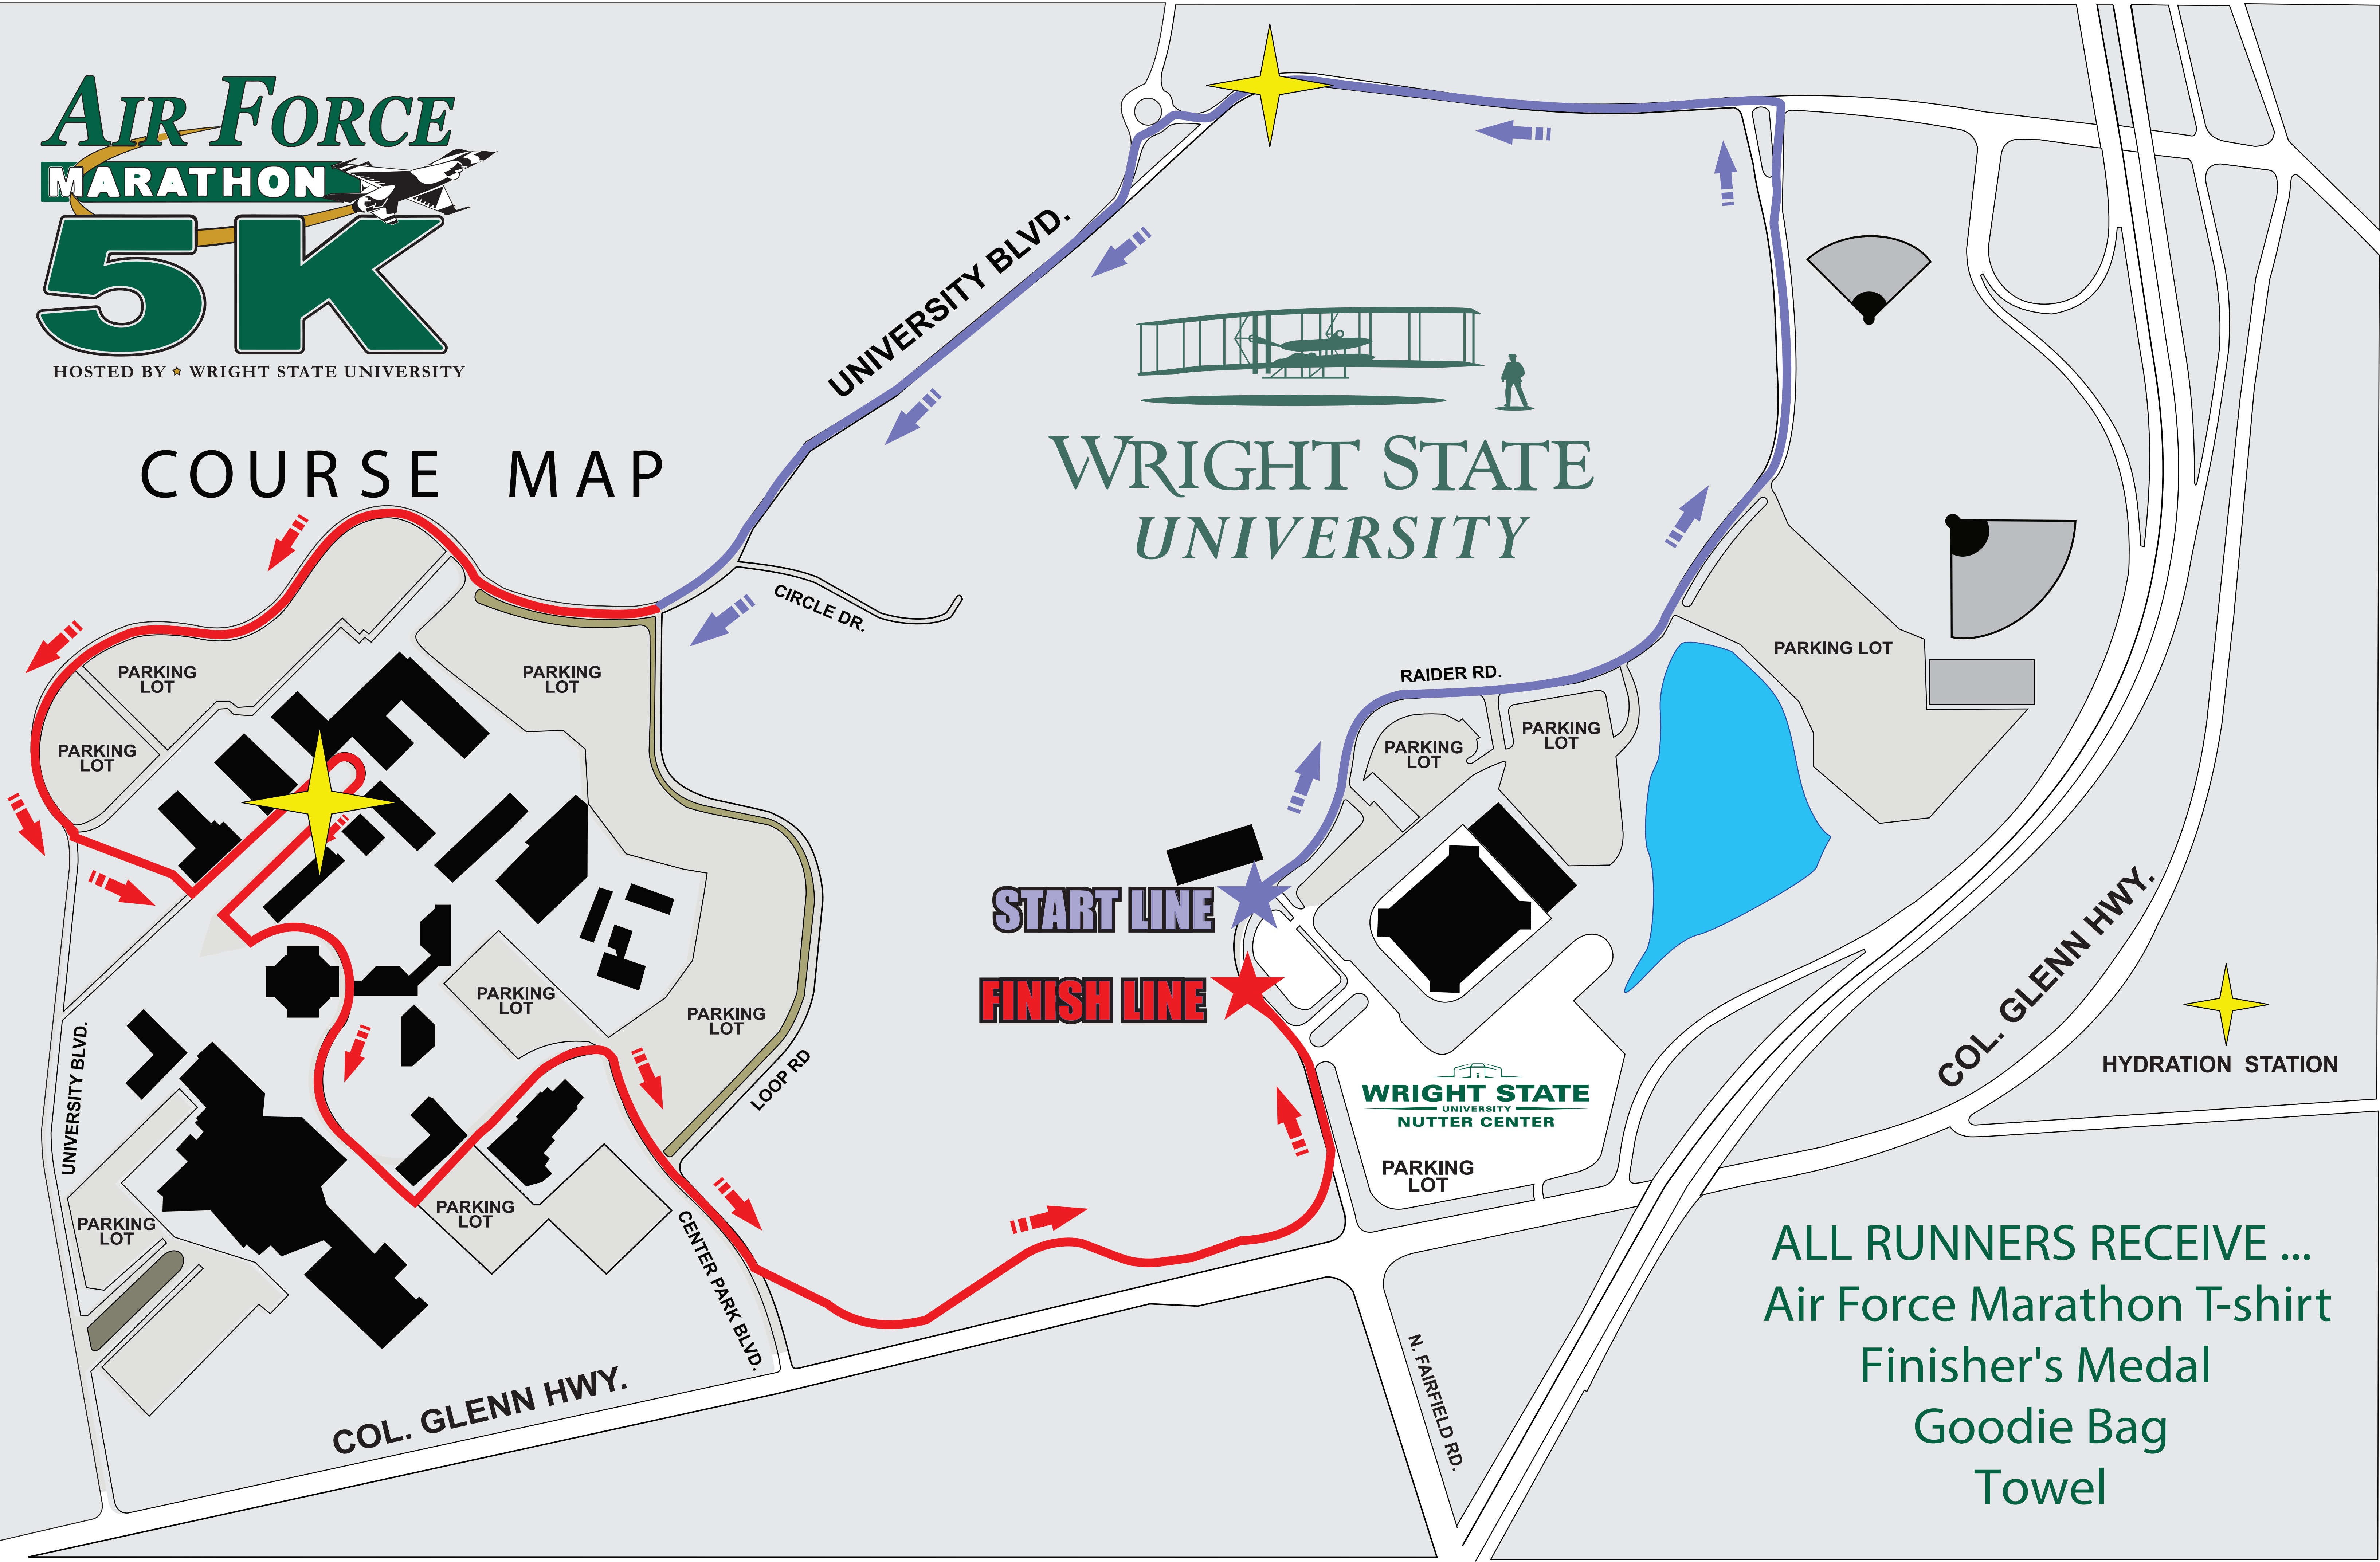 AIR FORCE
MARATHON
5K
HOSTED BY WRIGHT STATE UNIVERSITY
COURSE MAP
UNIVERSITY BLVD.
WRIGHT STATE
UNIVERSITY
CIRCLE DR.
PARKING
LOT
PARKING
LOT
PARKING
LOT
RAIDER RD.
PARKING LOT
PARKING
LOT
PARKING
LOT
START LINE
FINISH LINE
PARKING
LOT
PARKING
LOT
LOOP RD
UNIVERSITY BLVD.
PARKING
LOT
PARKING
LOT
CENTER PARK BLVD.
COL. GLENN HWY.
WRIGHT STATE
UNIVERSITY
NUTTER CENTER
PARKING
LOT
N. FAIRFIELD RD.
COL. GLENN HWY.
HYDRATION STATION
ALL RUNNERS RECEIVE ...
Air Force Marathon T-shirt
Finisher's Medal
Goodie Bag
Towel